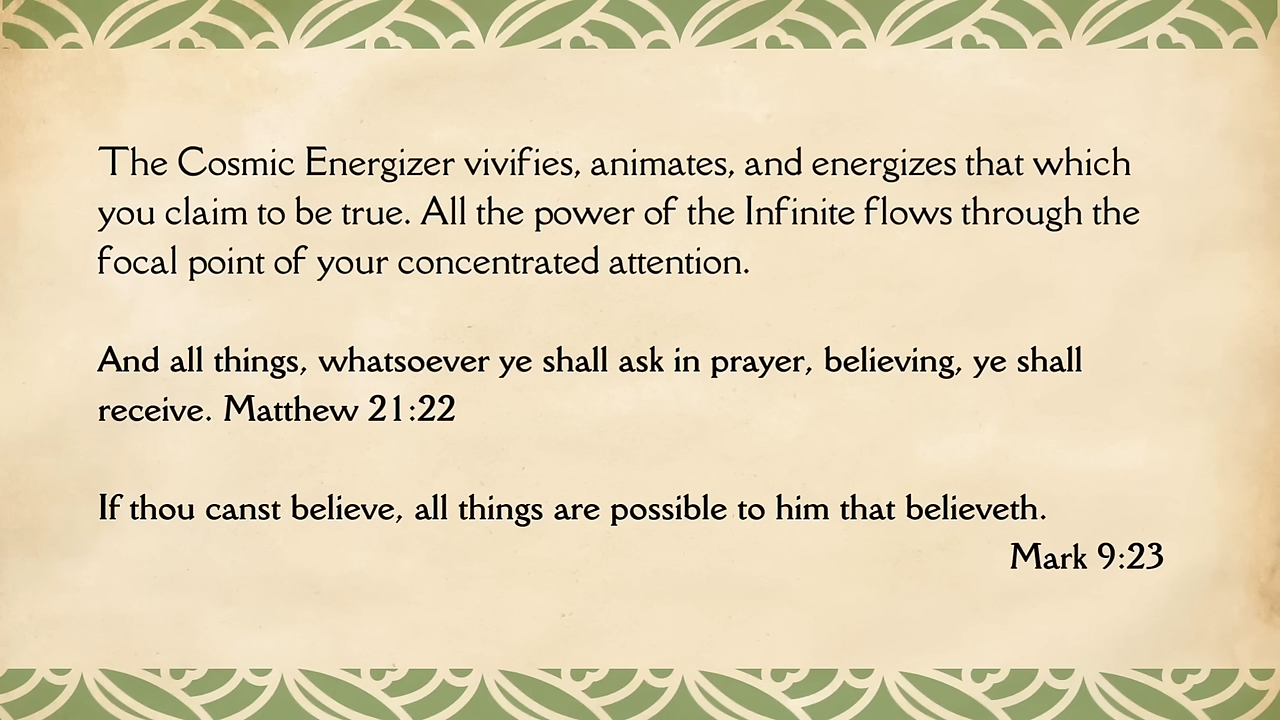 The Cosmic Energizer vivifies, animates, and energizes that which
you claim to be true. All the power of the Infinite flows through the
focal point of your concentrated attention.
And all things, whatsoever ye shall ask in prayer, believing, ye shall
receive. Matthew 21:22
If thou canst believe, all things are possible to him that believeth.
Mark 9:23